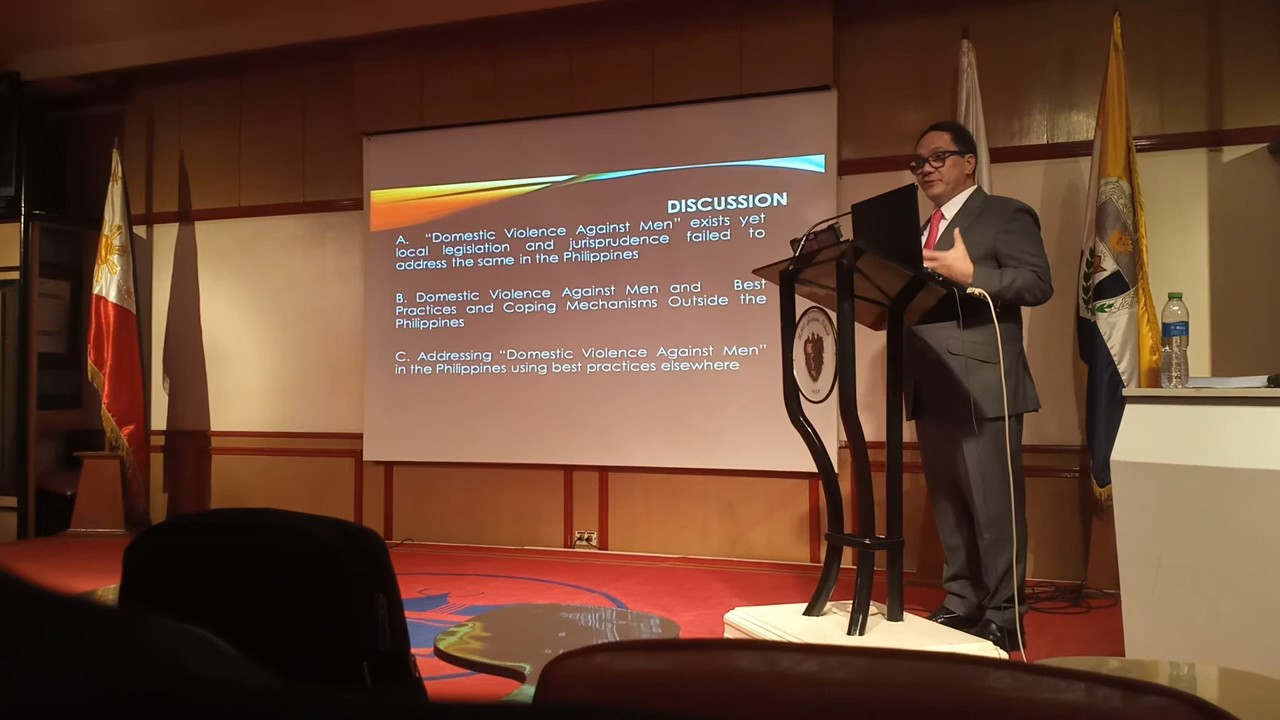 DISCUSSION
A. "Domestic Violence Against Men" exists yet
local legislation and jurisprudence failed to
address the same in the Philippines
B. Domestic Violence Against Men and Best
Practices and Coping Mechanisms Outside the
Philippines
C. Addressing "Domestic Violence Against Men"
in the Philippines using best practices elsewhere